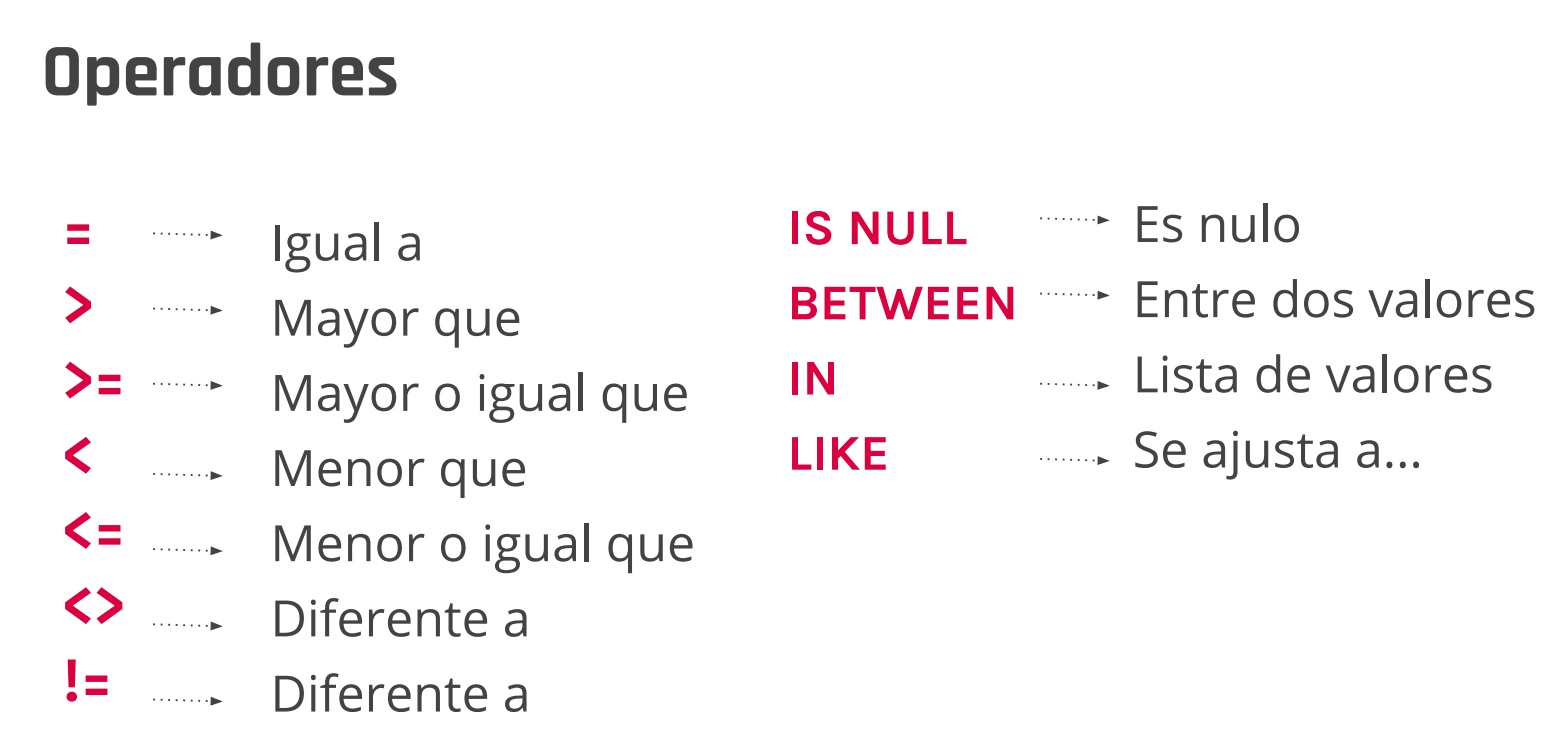 Operadores
= Igual a
> Mayor que
>= Mayor o igual que
< Menor que
<= Menor o igual que
<> Diferente a
!= Diferente a
IS NULL Es nulo
BETWEEN Entre dos valores
IN Lista de valores
LIKE Se ajusta a...